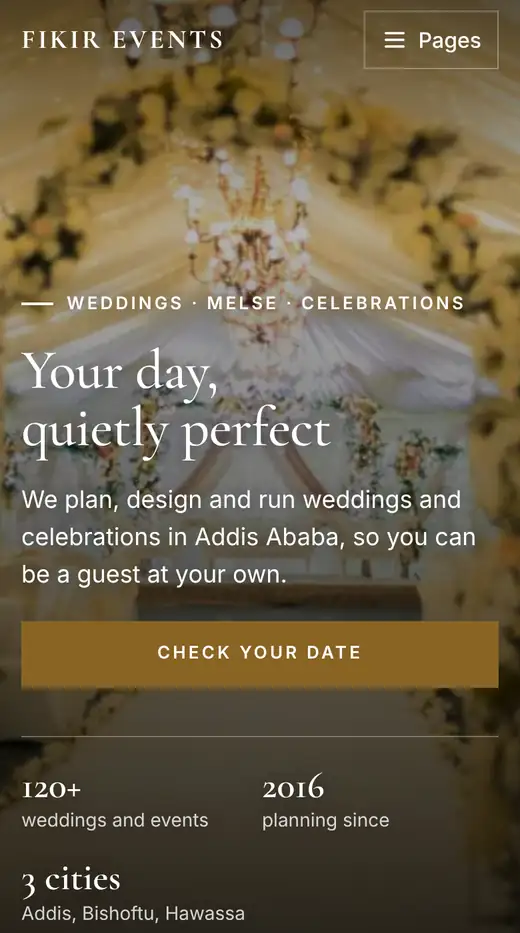 FIKIR EVENTS
Pages
WEDDINGS · MELSE · CELEBRATIONS
Your day,
quietly perfect
We plan, design and run weddings and
celebrations in Addis Ababa, so you can
be a guest at your own.
CHECK YOUR DATE
120+
weddings and events
2016
planning since
3 cities
Addis, Bishoftu, Hawassa